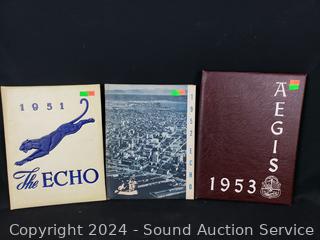 1951
The ECHO
1952 ECHO
AEGIS
1953
Copyright 2024 - Sound Auction Service